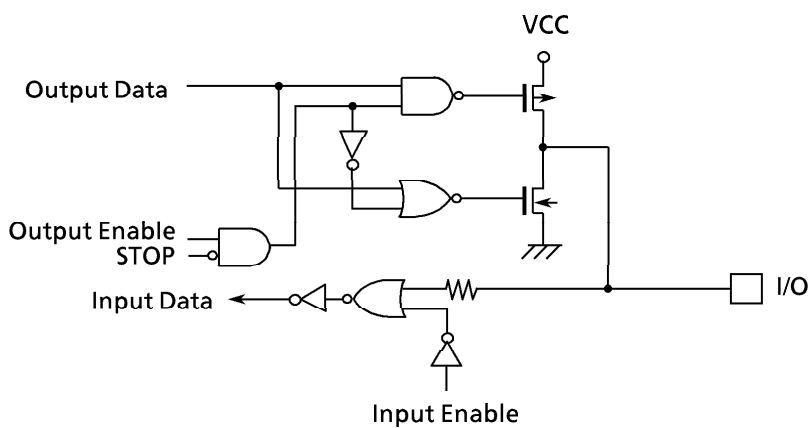 VCC
Output Data
Output Enable
STOP
Input Data
I/O
Input Enable